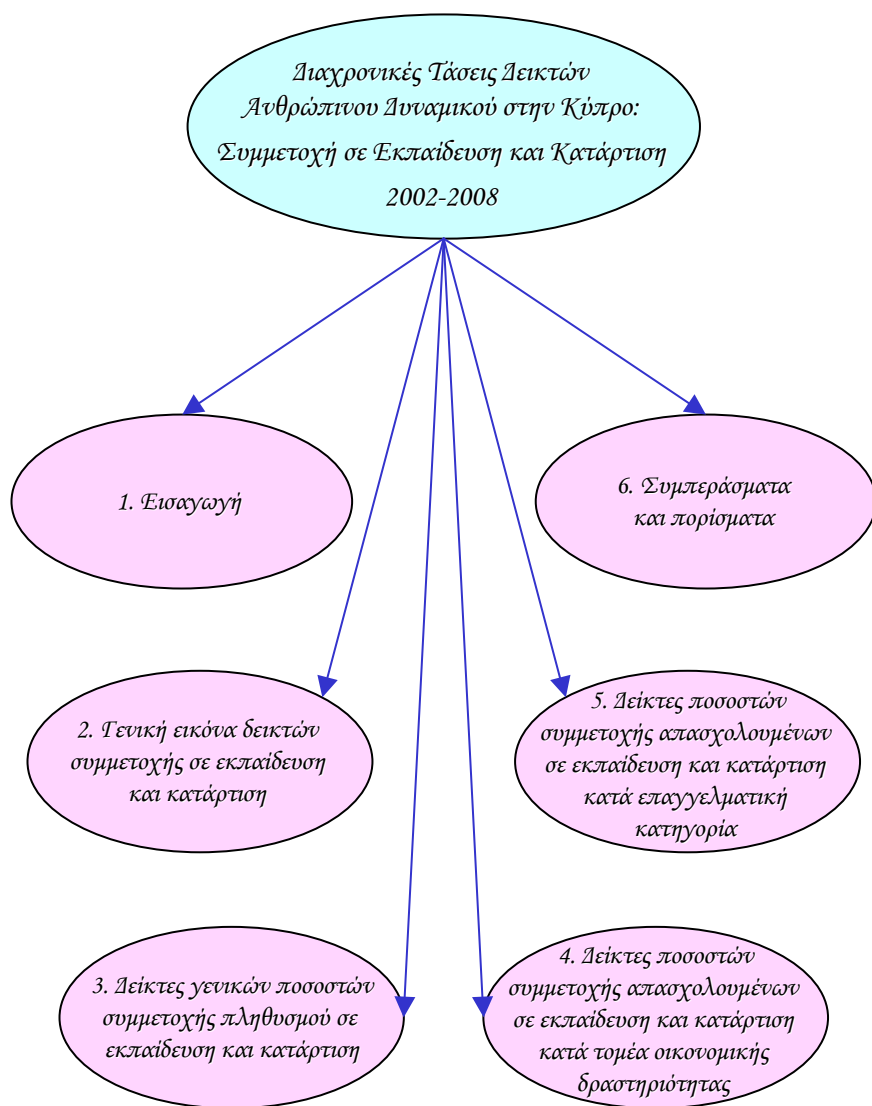 Διαχρονικές Τάσεις Δεικτών
Ανθρώπινου Δυναμικού στην Κύπρο:
Συμμετοχή σε Εκπαίδευση και Κατάρτιση
2002-2008
1. Εισαγωγή
6. Συμπεράσματα
και πορίσματα
2. Γενική εικόνα δεικτών
συμμετοχής σε εκπαίδευση
και κατάρτιση
5. Δείκτες ποσοστών
συμμετοχής απασχολουμένων
σε εκπαίδευση και κατάρτιση
κατά επαγγελματική
κατηγορία
3. Δείκτες γενικών ποσοστών
συμμετοχής πληθυσμού σε
εκπαίδευση και κατάρτιση
4. Δείκτες ποσοστών
συμμετοχής απασχολουμένων
σε εκπαίδευση και κατάρτιση
κατά τομέα οικονομικής
δραστηριότητας